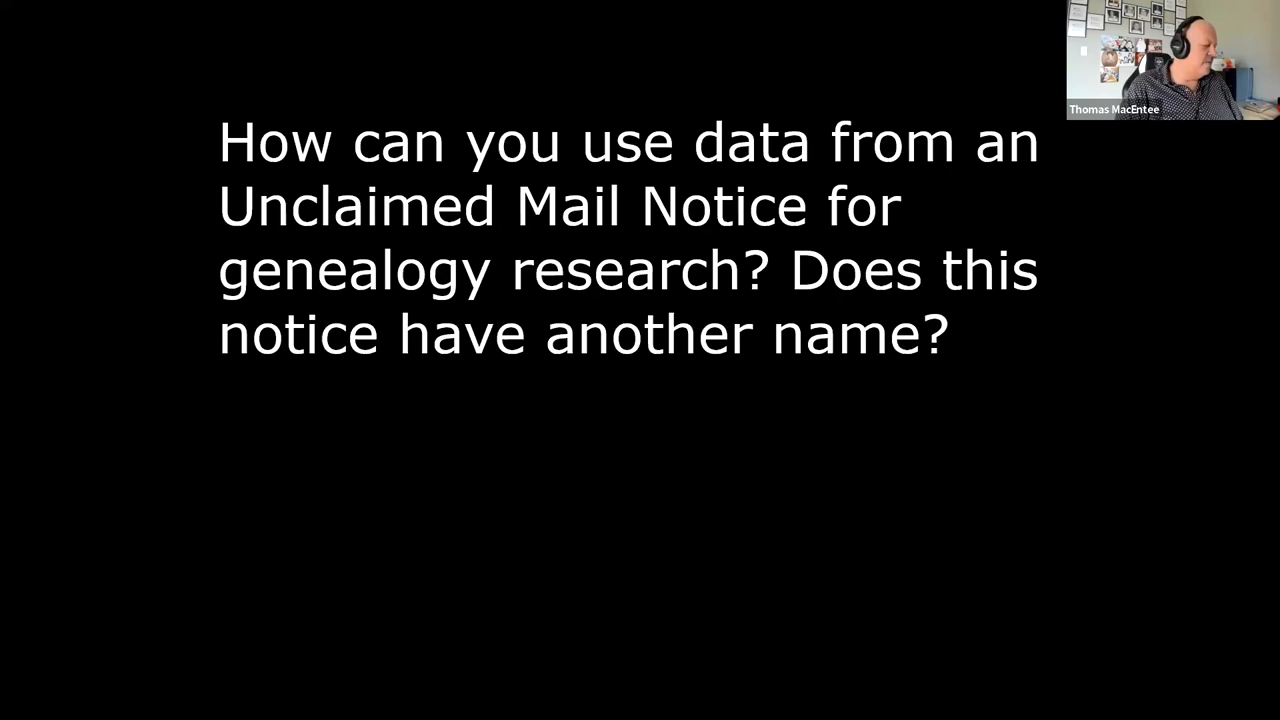 How can you use data from an
Unclaimed Mail Notice for
genealogy research? Does this
notice have another name?
Thomas MacEntee